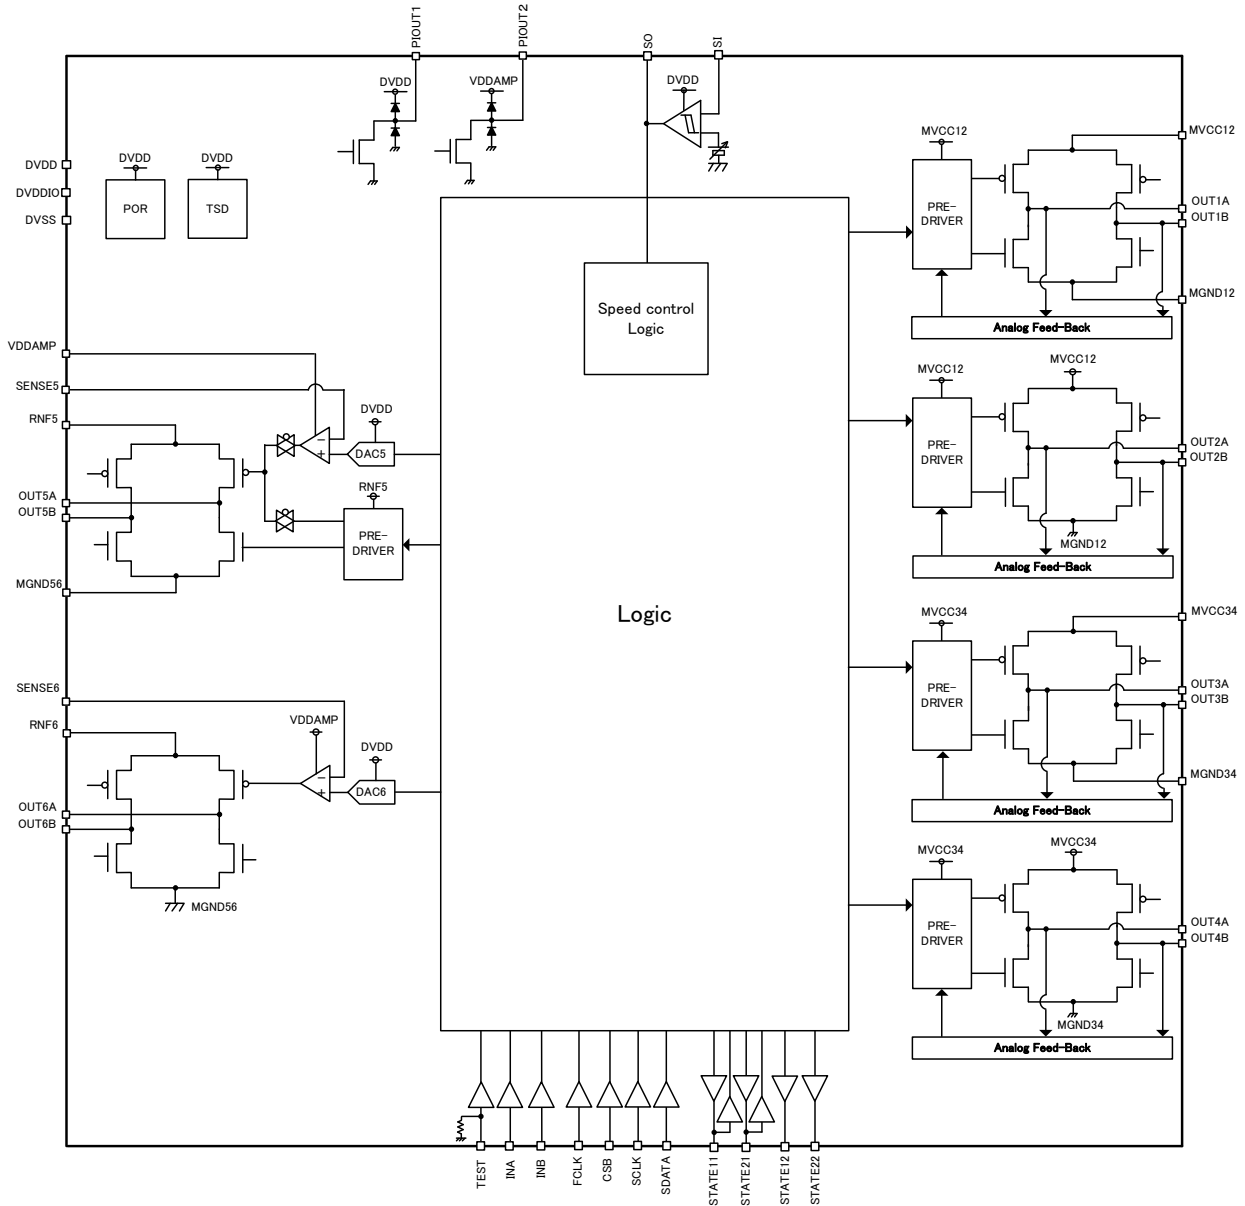 PIOUT1
PIOUT2
SO
SI
DVDD
VDDAMP
DVDD
MVCC12
MVCC12
DVDD
DVDDIO
DVSS
DVDD
POR
DVDD
TSD
PRE-
DRIVER
OUT1A
OUT1B
MGND12
Analog Feed-Back
Speed control
Logic
VDDAMP
SENSE5
RNF5
DVDD
DAC5
OUT5A
OUT5B
RNF5
PRE-
DRIVER
MGND56
MVCC12
MVCC12
PRE-
DRIVER
OUT2A
OUT2B
MGND12
Analog Feed-Back
Logic
MVCC34
MVCC34
PRE-
DRIVER
OUT3A
OUT3B
MGND34
Analog Feed-Back
SENSE6
RNF6
VDDAMP
DVDD
DAC6
OUT6A
OUT6B
MGND56
MVCC34
MVCC34
PRE-
DRIVER
OUT4A
OUT4B
MGND34
Analog Feed-Back
TEST
INA
INB
FCLK
CSB
SCLK
SDATA
STATE11
STATE21
STATE12
STATE22